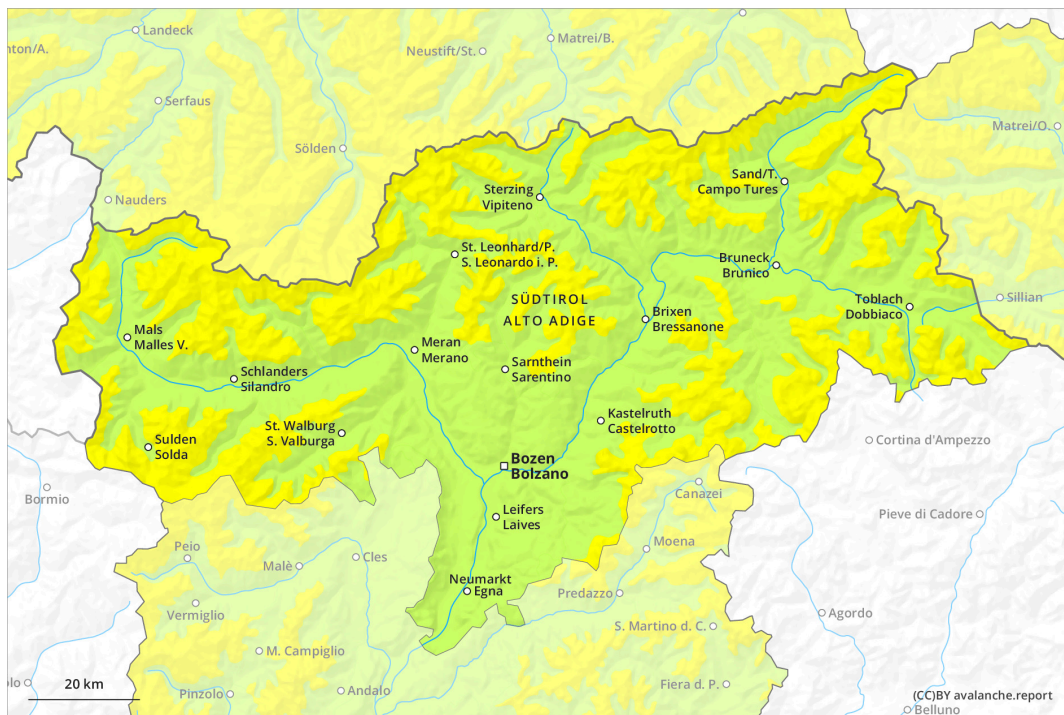 Landeck
nton/A.
Neustift/St.
Matrei/B.
Serfaus
Matrei/O.
Sölden
Nauders
Sand/T.
Campo Tures
Sterzing
Vipiteno
St. Leonhard/P.
S. Leonardo i. P.
Bruneck
Brunico
SÜDTIROL
ALTO ADIGE
Toblach
Dobbiaco
Sillian
Brixen
Bressanone
Mals
Malles V.
Meran
Merano
Sarnthein
Sarentino
Schlanders
Silandro
Kastelruth
Castelrotto
St. Walburg
S. Valburga
Sulden
Solda
Cortina d'Ampezzo
Bozen
Bolzano
Bormio
Canazei
Pieve di Cadore
Leifers
Laives
Peio
Cles
Malè
Moena
Neumarkt
Egna
Predazzo
Vermiglio
Agordo
S. Martino d. C.
M. Campiglio
20 km
olo
Pinzolo
Andalo
Fiera d. P.
(CC)BY avalanche.report
Belluno